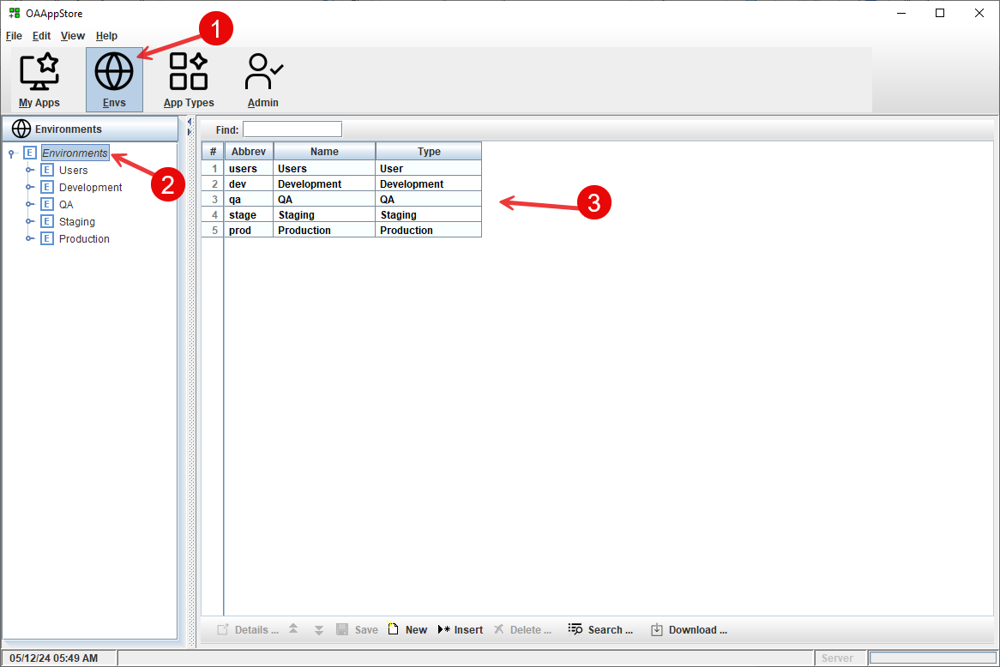 OAAppStore
File Edit View Help
1
My Apps Envs App Types Admin
Environments
Find:
E Environments
E Users
E Development
E QA
E Staging
E Production
2
# Abbrev Name Type
1 users Users User
2 dev Development Development
3 qa QA QA
4 stage Staging Staging
5 prod Production Production
3
Details ... Save New Insert Delete ... Search ... Download ...
05/12/24 05:49 AM Server